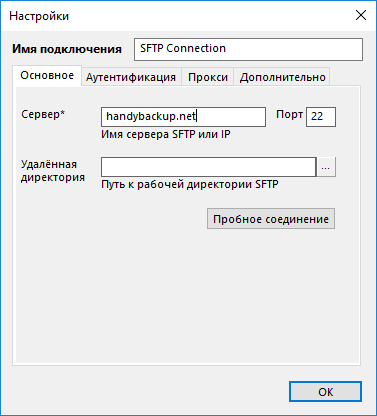 Настройки
Имя подключения SFTP Connection
Основное Аутентификация Прокси Дополнительно
Сервер* handybackup.net Порт 22
Имя сервера SFTP или IP
Удалённая
директория ...
Путь к рабочей директории SFTP
Пробное соединение
OK